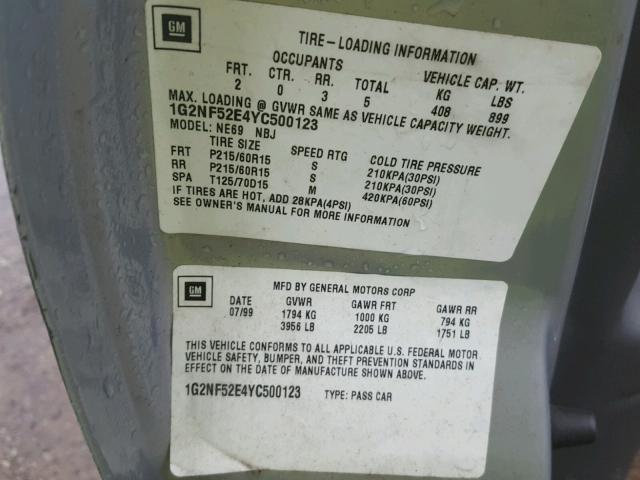 GM
TIRE-LOADING INFORMATION
OCCUPANTS VEHICLE CAP. WT.
FRT. CTR. RR. TOTAL KG LBS
2 0 3 5 408 899
MAX. LOADING @ GVWR SAME AS VEHICLE CAPACITY WEIGHT.
1G2NF52E4YC500123
MODEL: NE69 NBJ
TIRE SIZE SPEED RTG COLD TIRE PRESSURE
FRT P215/60R15 S 210KPA(30PSI)
RR P215/60R15 S 210KPA(30PSI)
SPA T125/70D15 M 420KPA(60PSI)
IF TIRES ARE HOT, ADD 28KPA(4PSI)
SEE OWNER'S MANUAL FOR MORE INFORMATION
GM
MFD BY GENERAL MOTORS CORP
DATE GVWR GAWR FRT GAWR RR
07/99 1794 KG 1000 KG 794 KG
3956 LB 2205 LB 1751 LB
THIS VEHICLE CONFORMS TO ALL APPLICABLE U.S. FEDERAL MOTOR
VEHICLE SAFETY, BUMPER, AND THEFT PREVENTION STANDARDS IN
EFFECT ON THE DATE OF MANUFACTURE SHOWN ABOVE.
1G2NF52E4YC500123 TYPE: PASS CAR